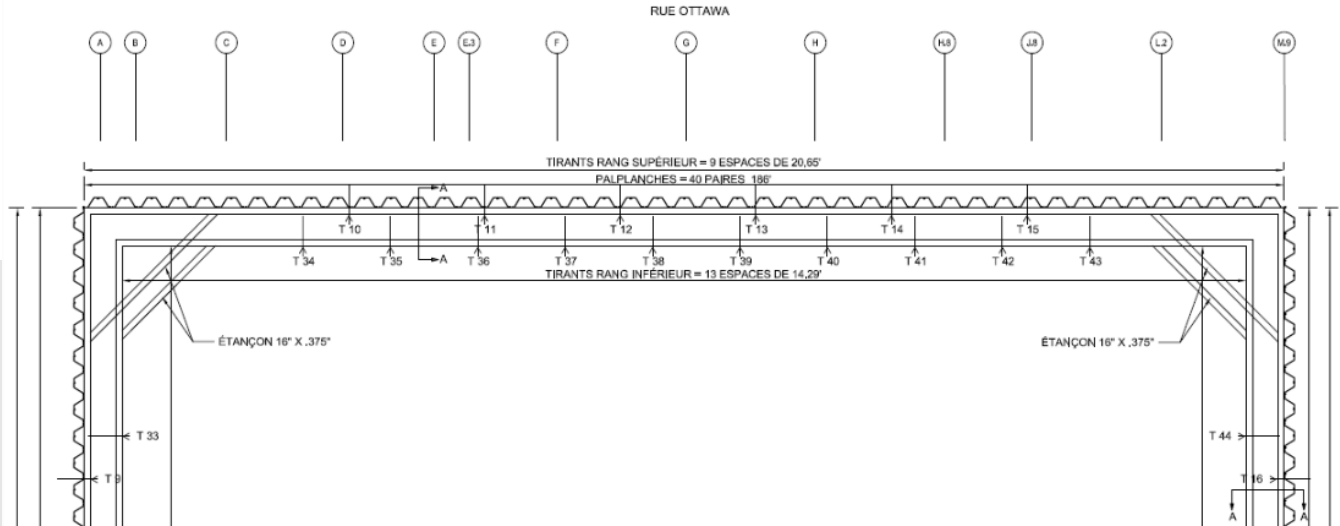 RUE OTTAWA
A B C D E E.3 F G H H.8 J.8 L.2 M.9
TIRANTS RANG SUPÉRIEUR = 9 ESPACES DE 20,65'
PALPLANCHES = 40 PAIRES 186'
A
T 10 T 11 T 12 T 13 T 14 T 15
T 34 T 35 A T 36 T 37 T 38 T 39 T 40 T 41 T 42 T 43
TIRANTS RANG INFÉRIEUR = 13 ESPACES DE 14,29'
ÉTANÇON 16" X .375" ÉTANÇON 16" X .375"
T 33 T 44
T 9 T 16
A A